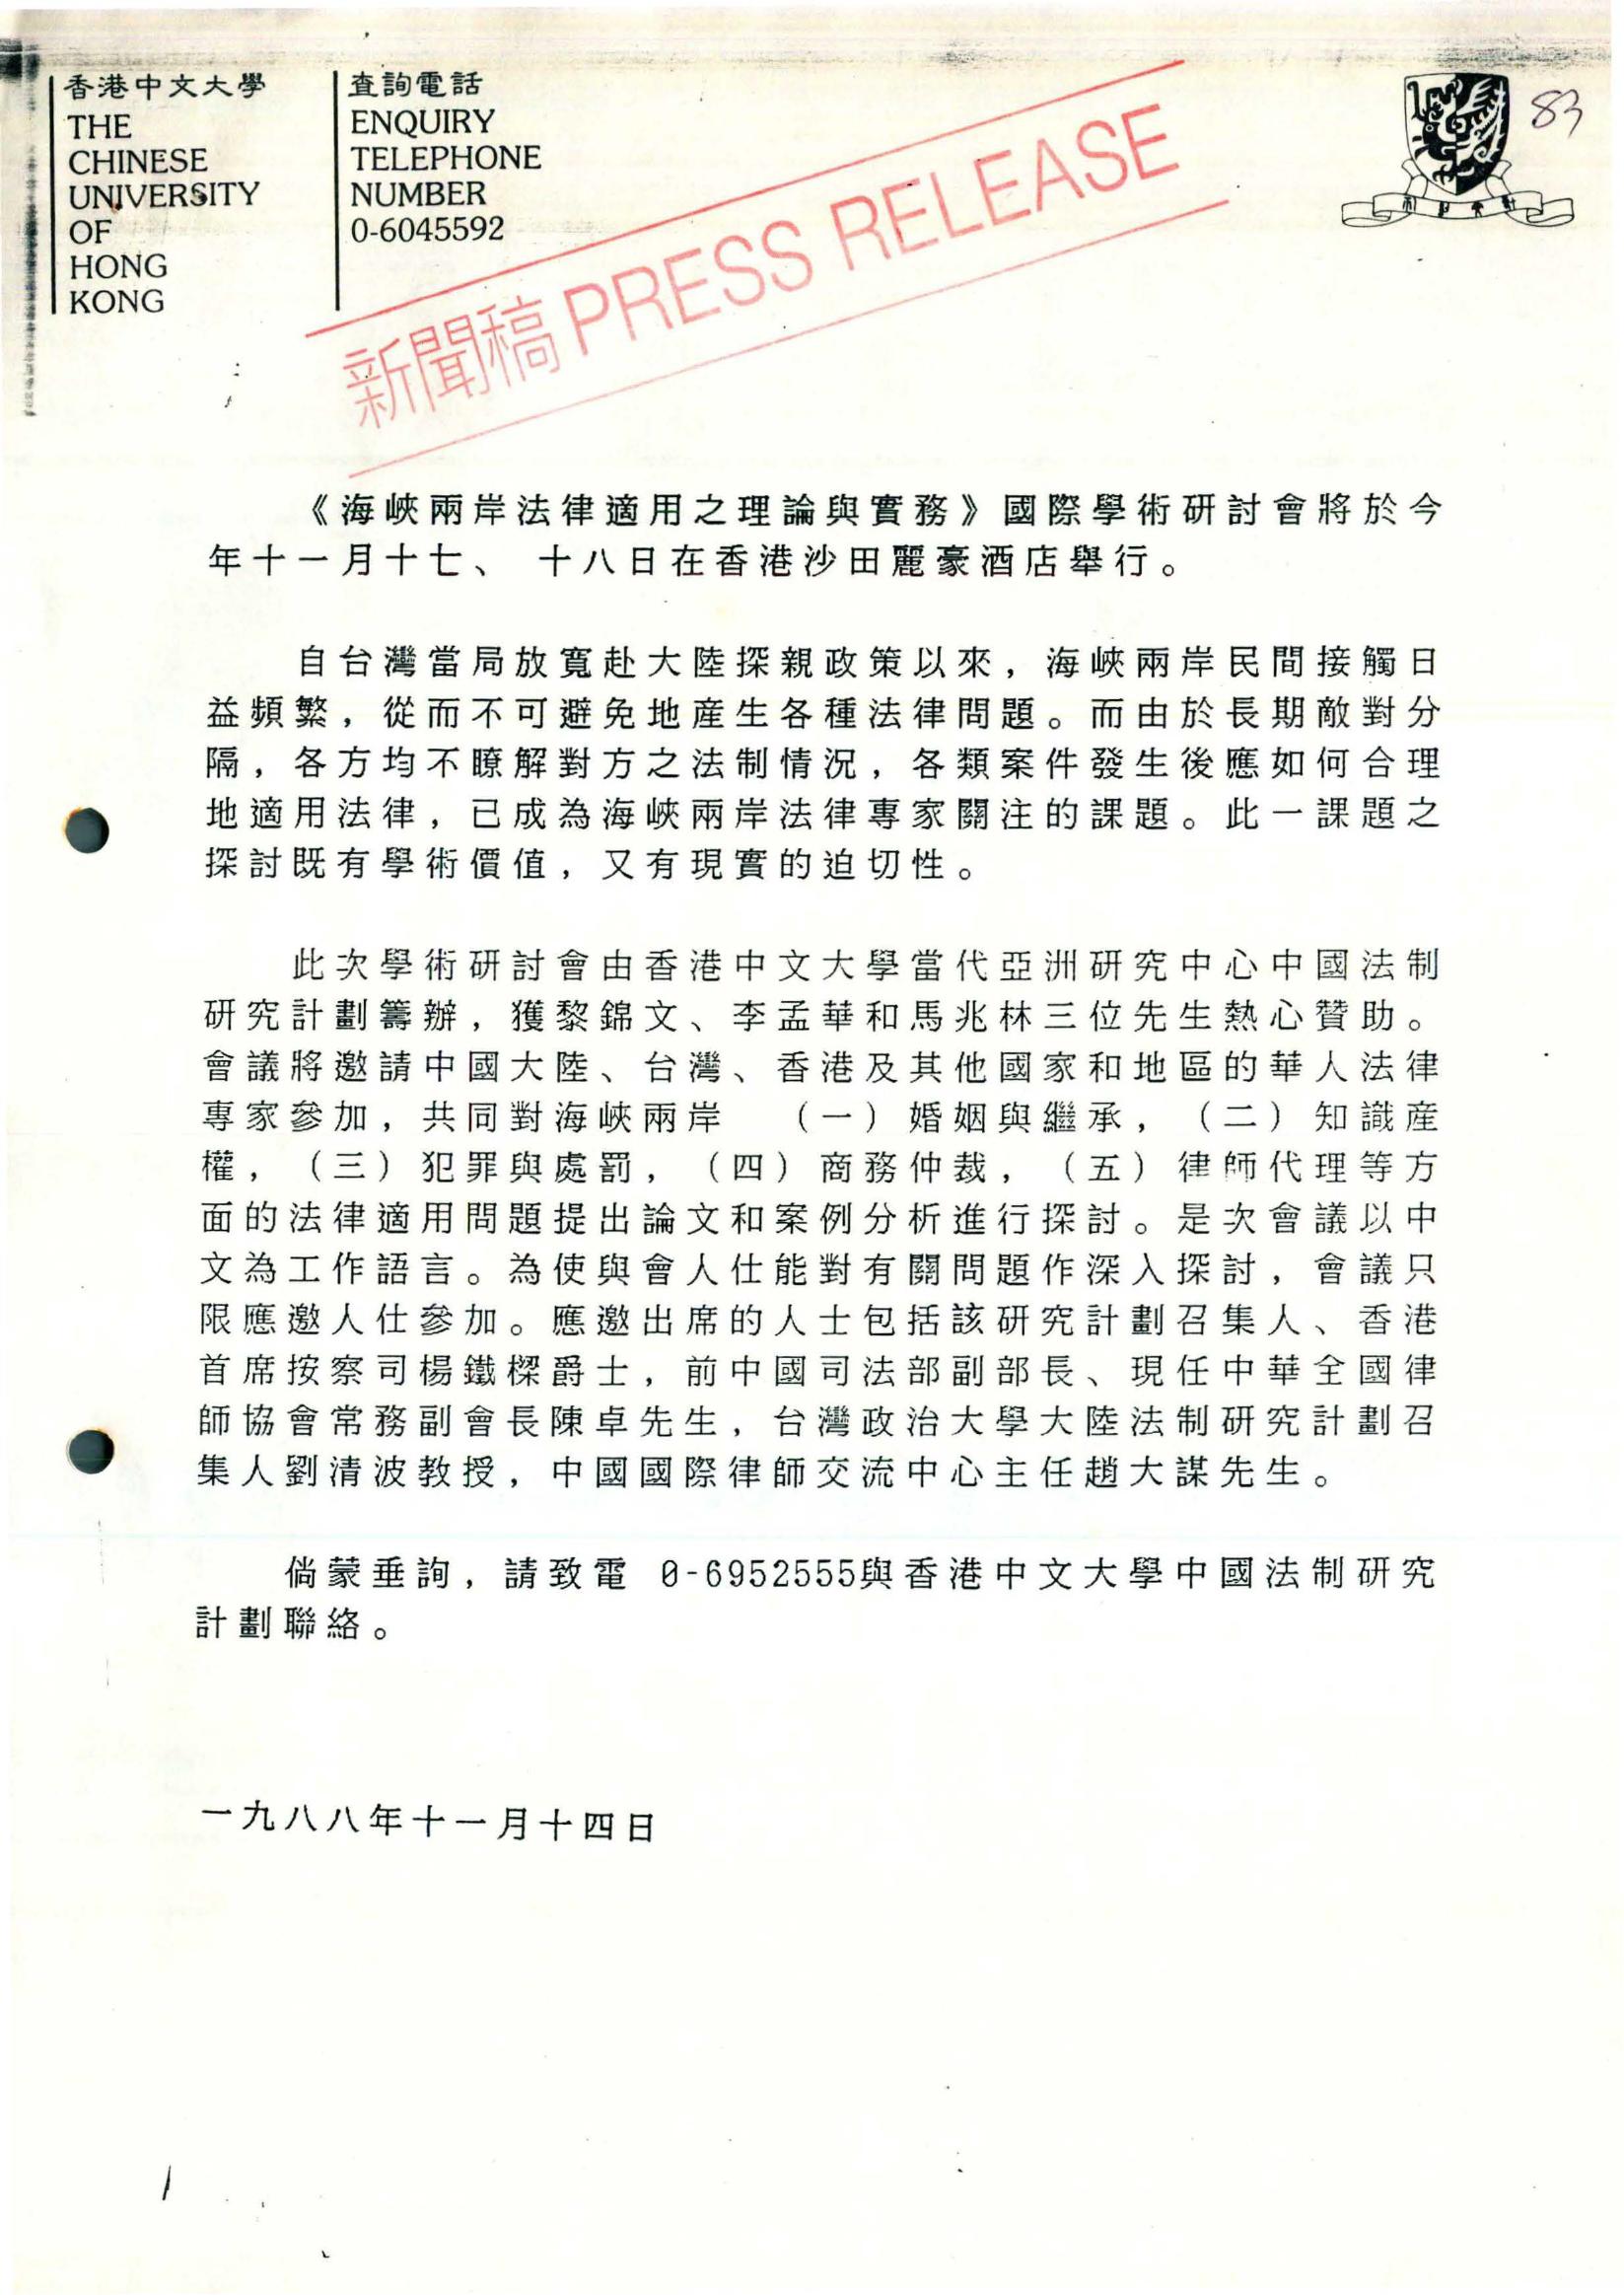 香港中文大學
THE
CHINESE
UNIVERSITY
OF
HONG
KONG
查詢電話
ENQUIRY
TELEPHONE
NUMBER
0-6045592
新聞稿 PRESS RELEASE
83
《海峽兩岸法律適用之理論與實務》國際學術研討會將於今
年十一月十七、 十八日在香港沙田麗豪酒店舉行。
自台灣當局放寬赴大陸探親政策以來，海峽兩岸民間接觸日
益頻繁，從而不可避免地產生各種法律問題。而由於長期敵對分
隔，各方均不瞭解對方之法制情況，各類案件發生後應如何合理
地適用法律，已成為海峽兩岸法律專家關注的課題。此一課題之
探討既有學術價值，又有現實的迫切性。
此次學術研討會由香港中文大學當代亞洲研究中心中國法制
研究計劃籌辦，獲黎錦文、李孟華和馬兆林三位先生熱心贊助。
會議將邀請中國大陸、台灣、香港及其他國家和地區的華人法律
專家參加，共同對海峽兩岸 （一）婚姻與繼承，（二）知識產
權，（三）犯罪與處罰，（四）商務仲裁，（五）律師代理等方
面的法律適用問題提出論文和案例分析進行探討。是次會議以中
文為工作語言。為使與會人仕能對有關問題作深入探討，會議只
限應邀人仕參加。應邀出席的人士包括該研究計劃召集人、香港
首席按察司楊鐵樑爵士，前中國司法部副部長、現任中華全國律
師協會常務副會長陳卓先生，台灣政治大學大陸法制研究計劃召
集人劉清波教授，中國國際律師交流中心主任趙大謀先生。
倘蒙垂詢，請致電 0-6952555與香港中文大學中國法制研究
計劃聯絡。
一九八八年十一月十四日